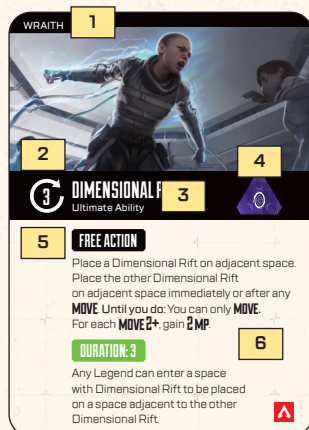 WRAITH
1
2
4
3
DIMENSIONAL
3
Ultimate Ability
5
FREE ACTION
Place a Dimensional Rift on adjacent space.
Place the other Dimensional Rift
on adjacent space immediately or after any
MOVE. Until you do: You can only MOVE.
For each MOVE 2+, gain 2 MP.
DURATION: 3
6
Any Legend can enter a space
with Dimensional Rift to be placed
on a space adjacent to the other
Dimensional Rift.